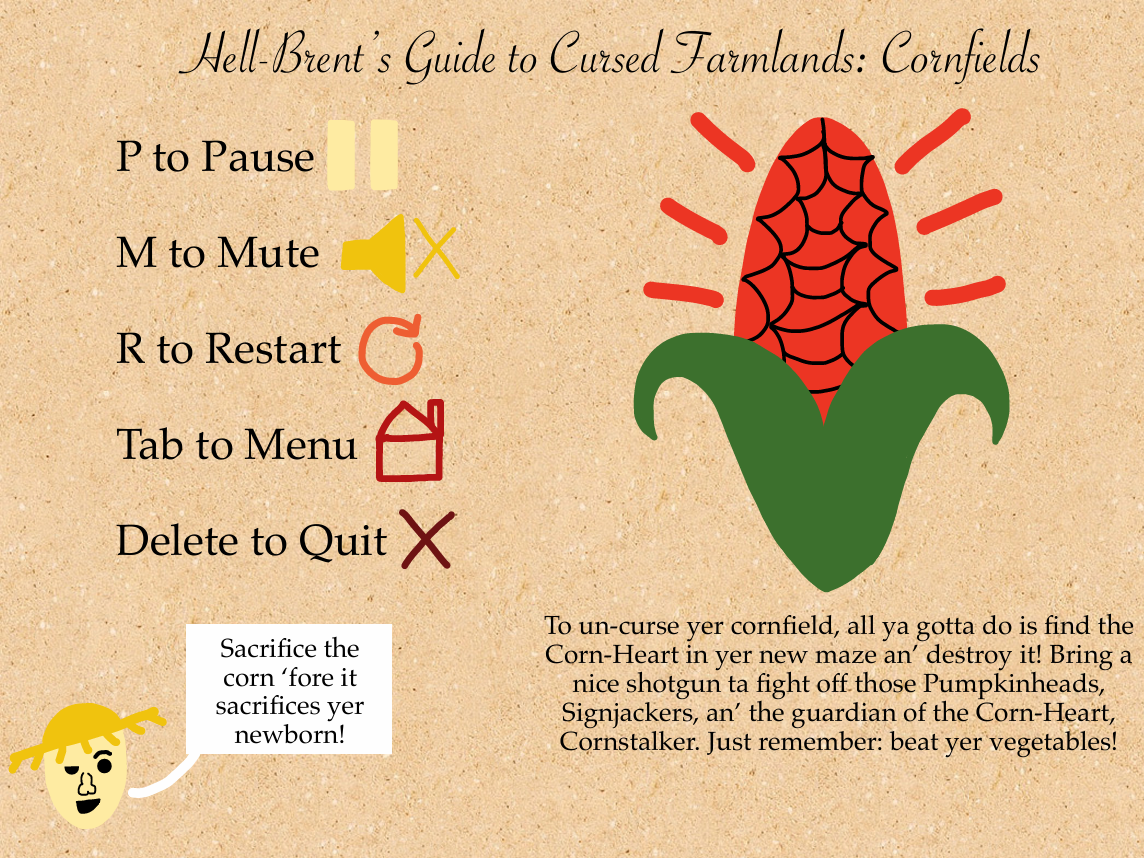 Hell-Brent’s Guide to Cursed Farmlands: Cornfields
P to Pause
M to Mute
R to Restart
Tab to Menu
Delete to Quit
Sacrifice the
corn ‘fore it
sacrifices yer
newborn!
To un-curse yer cornfield, all ya gotta do is find the
Corn-Heart in yer new maze an’ destroy it! Bring a
nice shotgun ta fight off those Pumpkinheads,
Signjackers, an’ the guardian of the Corn-Heart,
Cornstalker. Just remember: beat yer vegetables!